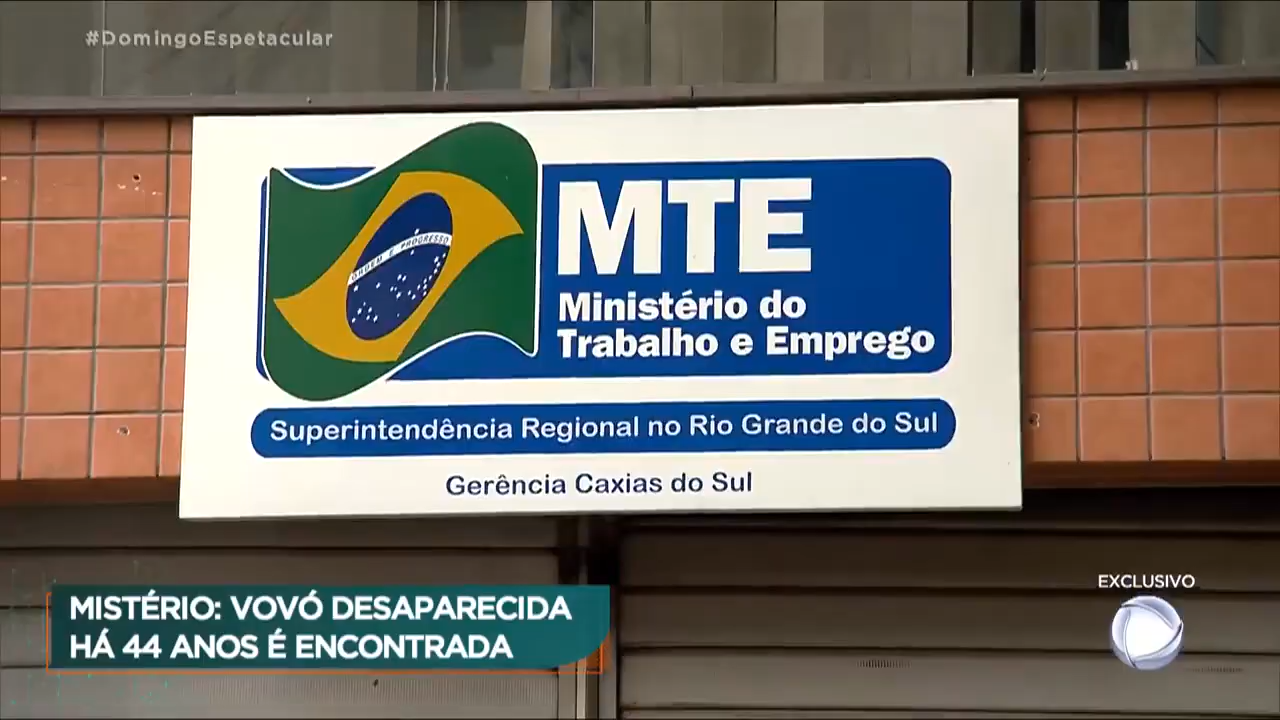 #DomingoEspetacular
ORDEM E PROGRESSO
MTE
Ministério do
Trabalho e Emprego
Superintendência Regional no Rio Grande do Sul
Gerência Caxias do Sul
EXCLUSIVO
MISTÉRIO: VOVÓ DESAPARECIDA
HÁ 44 ANOS É ENCONTRADA